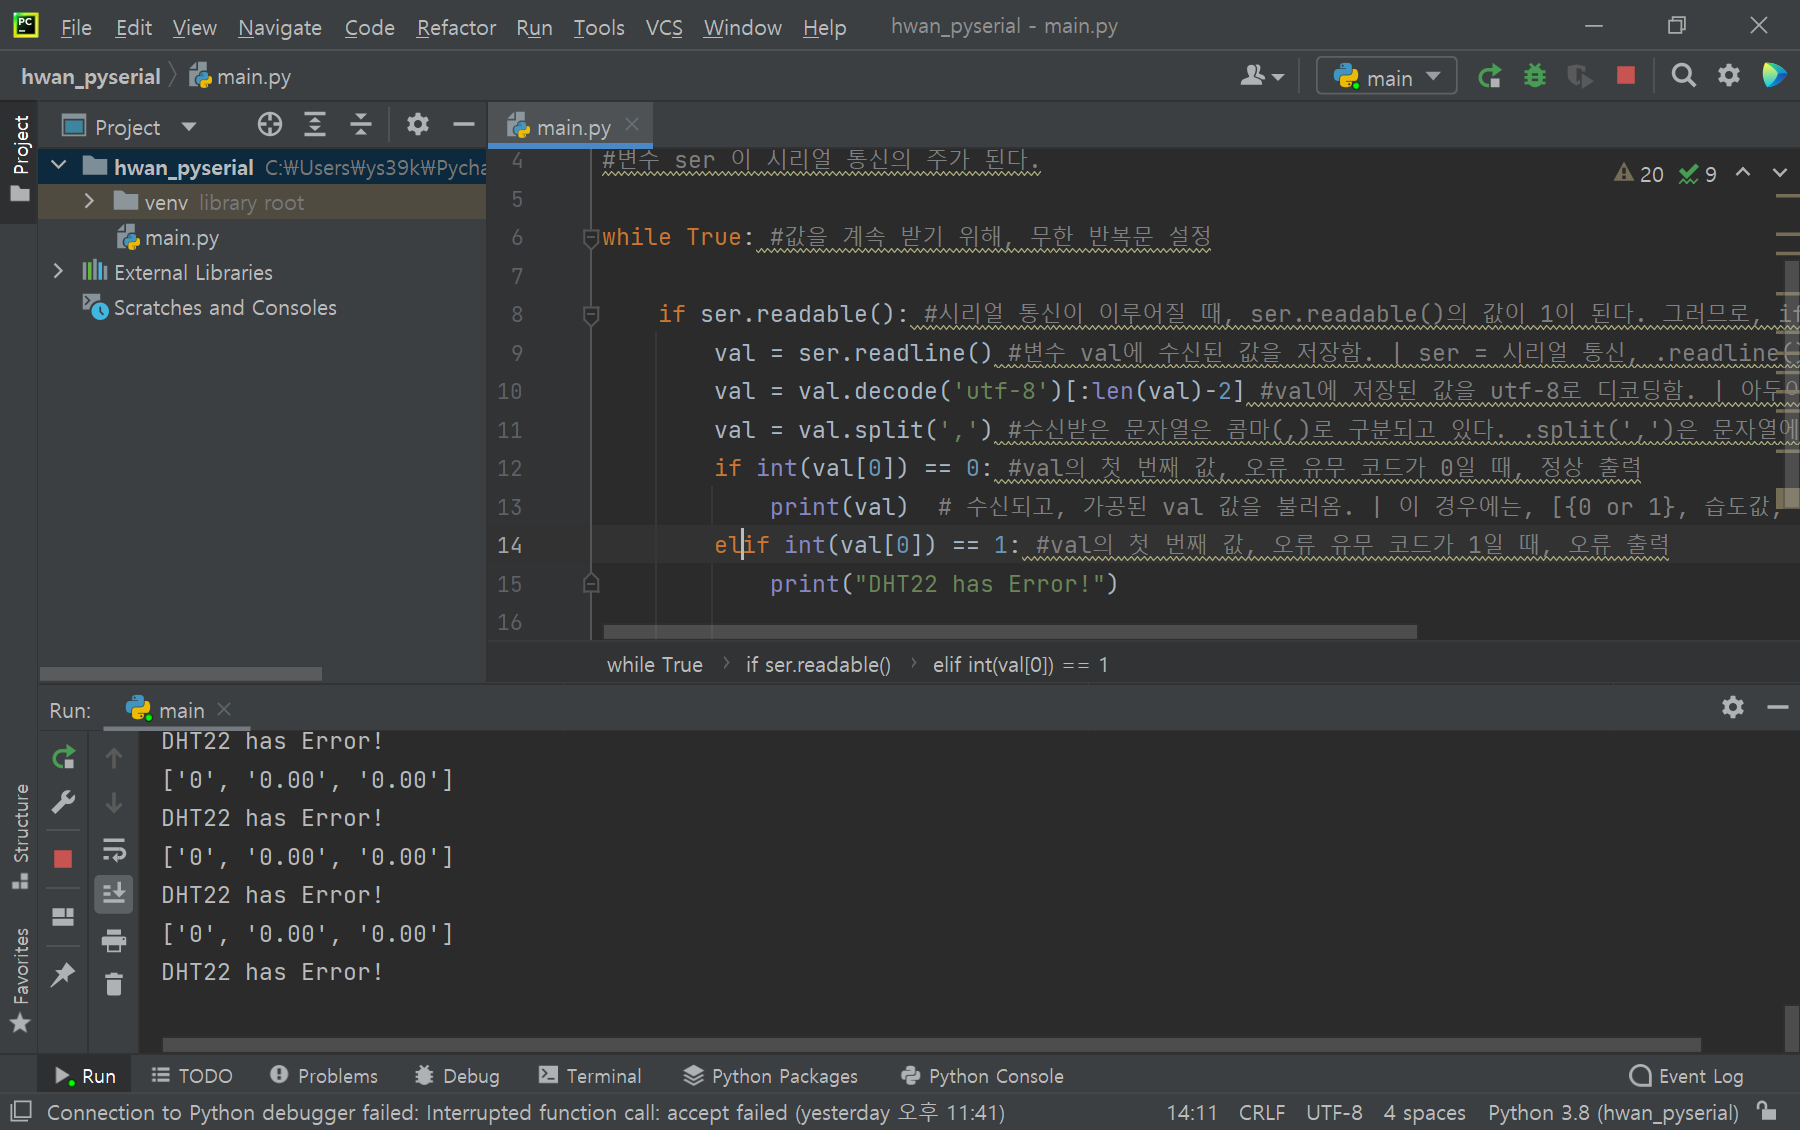 PC File Edit View Navigate Code Refactor Run Tools VCS Window Help hwan_pyserial - main.py
hwan_pyserial main.py main
Project Project main.py
hwan_pyserial C:₩Users₩ys39k₩Pycha
venv library root
main.py
External Libraries
Scratches and Consoles
20 9
4 #변수 ser 이 시리얼 통신의 주가 된다.
5
6 while True: #값을 계속 받기 위해, 무한 반복문 설정
7
8 if ser.readable(): #시리얼 통신이 이루어질 때, ser.readable()의 값이 1이 된다. 그러므로, if
9 val = ser.readline() #변수 val에 수신된 값을 저장함. | ser = 시리얼 통신, .readline()
10 val = val.decode('utf-8')[:len(val)-2] #val에 저장된 값을 utf-8로 디코딩함. | 아두이
11 val = val.split(',') #수신받은 문자열은 콤마(,)로 구분되고 있다. .split(',')은 문자열에
12 if int(val[0]) == 0: #val의 첫 번째 값, 오류 유무 코드가 0일 때, 정상 출력
13 print(val) # 수신되고, 가공된 val 값을 불러옴. | 이 경우에는, [{0 or 1}, 습도값,
14 elif int(val[0]) == 1: #val의 첫 번째 값, 오류 유무 코드가 1일 때, 오류 출력
15 print("DHT22 has Error!")
16
while True if ser.readable() elif int(val[0]) == 1
Run: main
DHT22 has Error!
['0', '0.00', '0.00']
DHT22 has Error!
['0', '0.00', '0.00']
DHT22 has Error!
['0', '0.00', '0.00']
DHT22 has Error!
Structure
Favorites
Run TODO Problems Debug Terminal Python Packages Python Console Event Log
Connection to Python debugger failed: Interrupted function call: accept failed (yesterday 오후 11:41) 14:11 CRLF UTF-8 4 spaces Python 3.8 (hwan_pyserial)